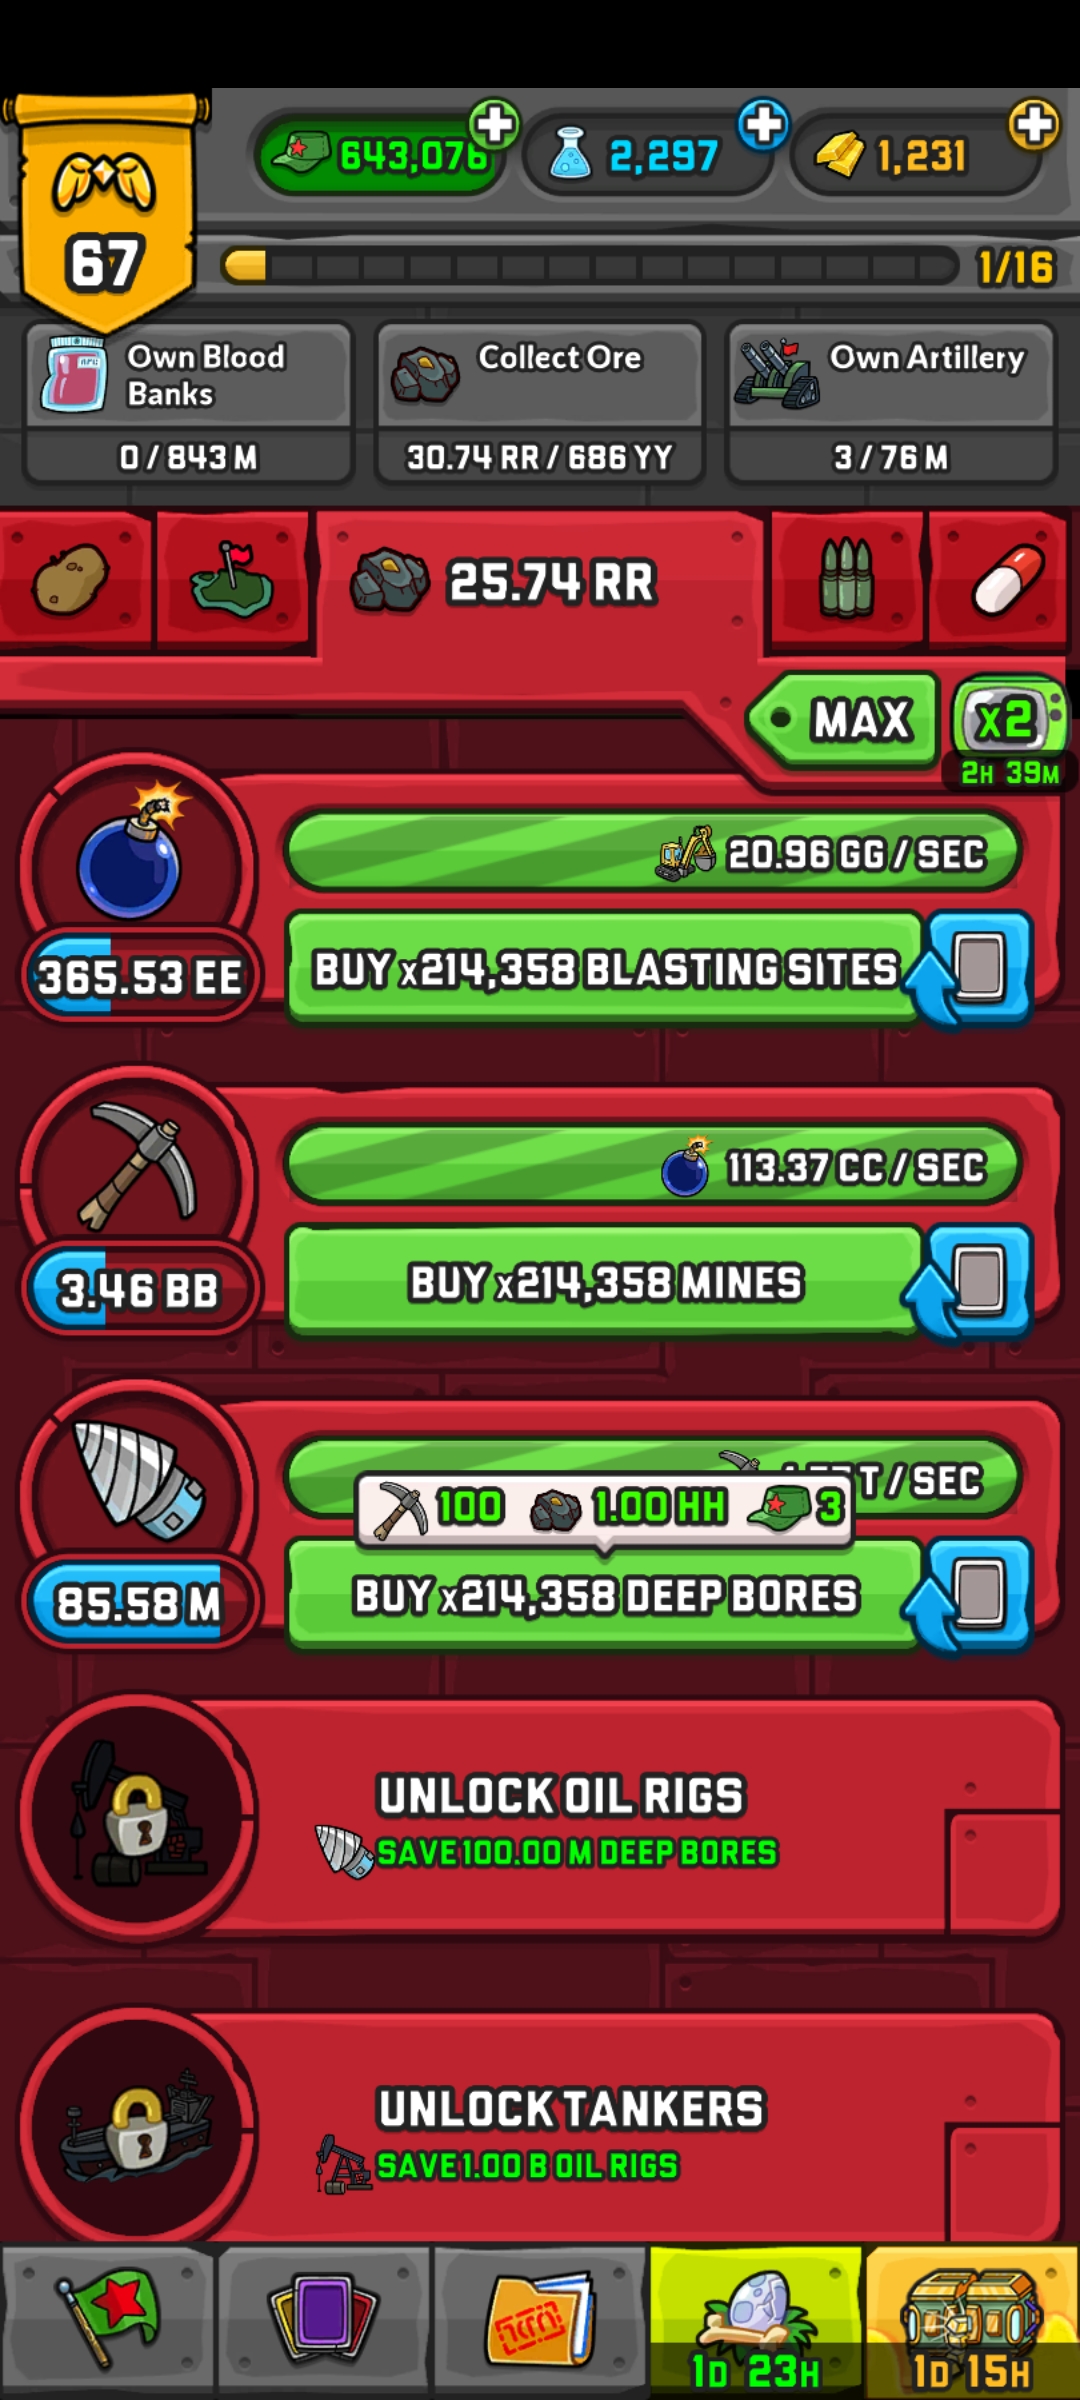 643,076
2,297
1,231
67
1/16
Own Blood
Banks
0 / 843 M
Collect Ore
30.74 RR / 686 YY
Own Artillery
3 / 76 M
25.74 RR
MAX
x2
2H 39M
20.96 GG / SEC
365.53 EE
BUY x214,358 BLASTING SITES
113.37 CC / SEC
3.46 BB
BUY x214,358 MINES
T / SEC
100 1.00 HH 3
85.58 M
BUY x214,358 DEEP BORES
UNLOCK OIL RIGS
SAVE 100.00 M DEEP BORES
UNLOCK TANKERS
SAVE 1.00 B OIL RIGS
1D 23H
1D 15H